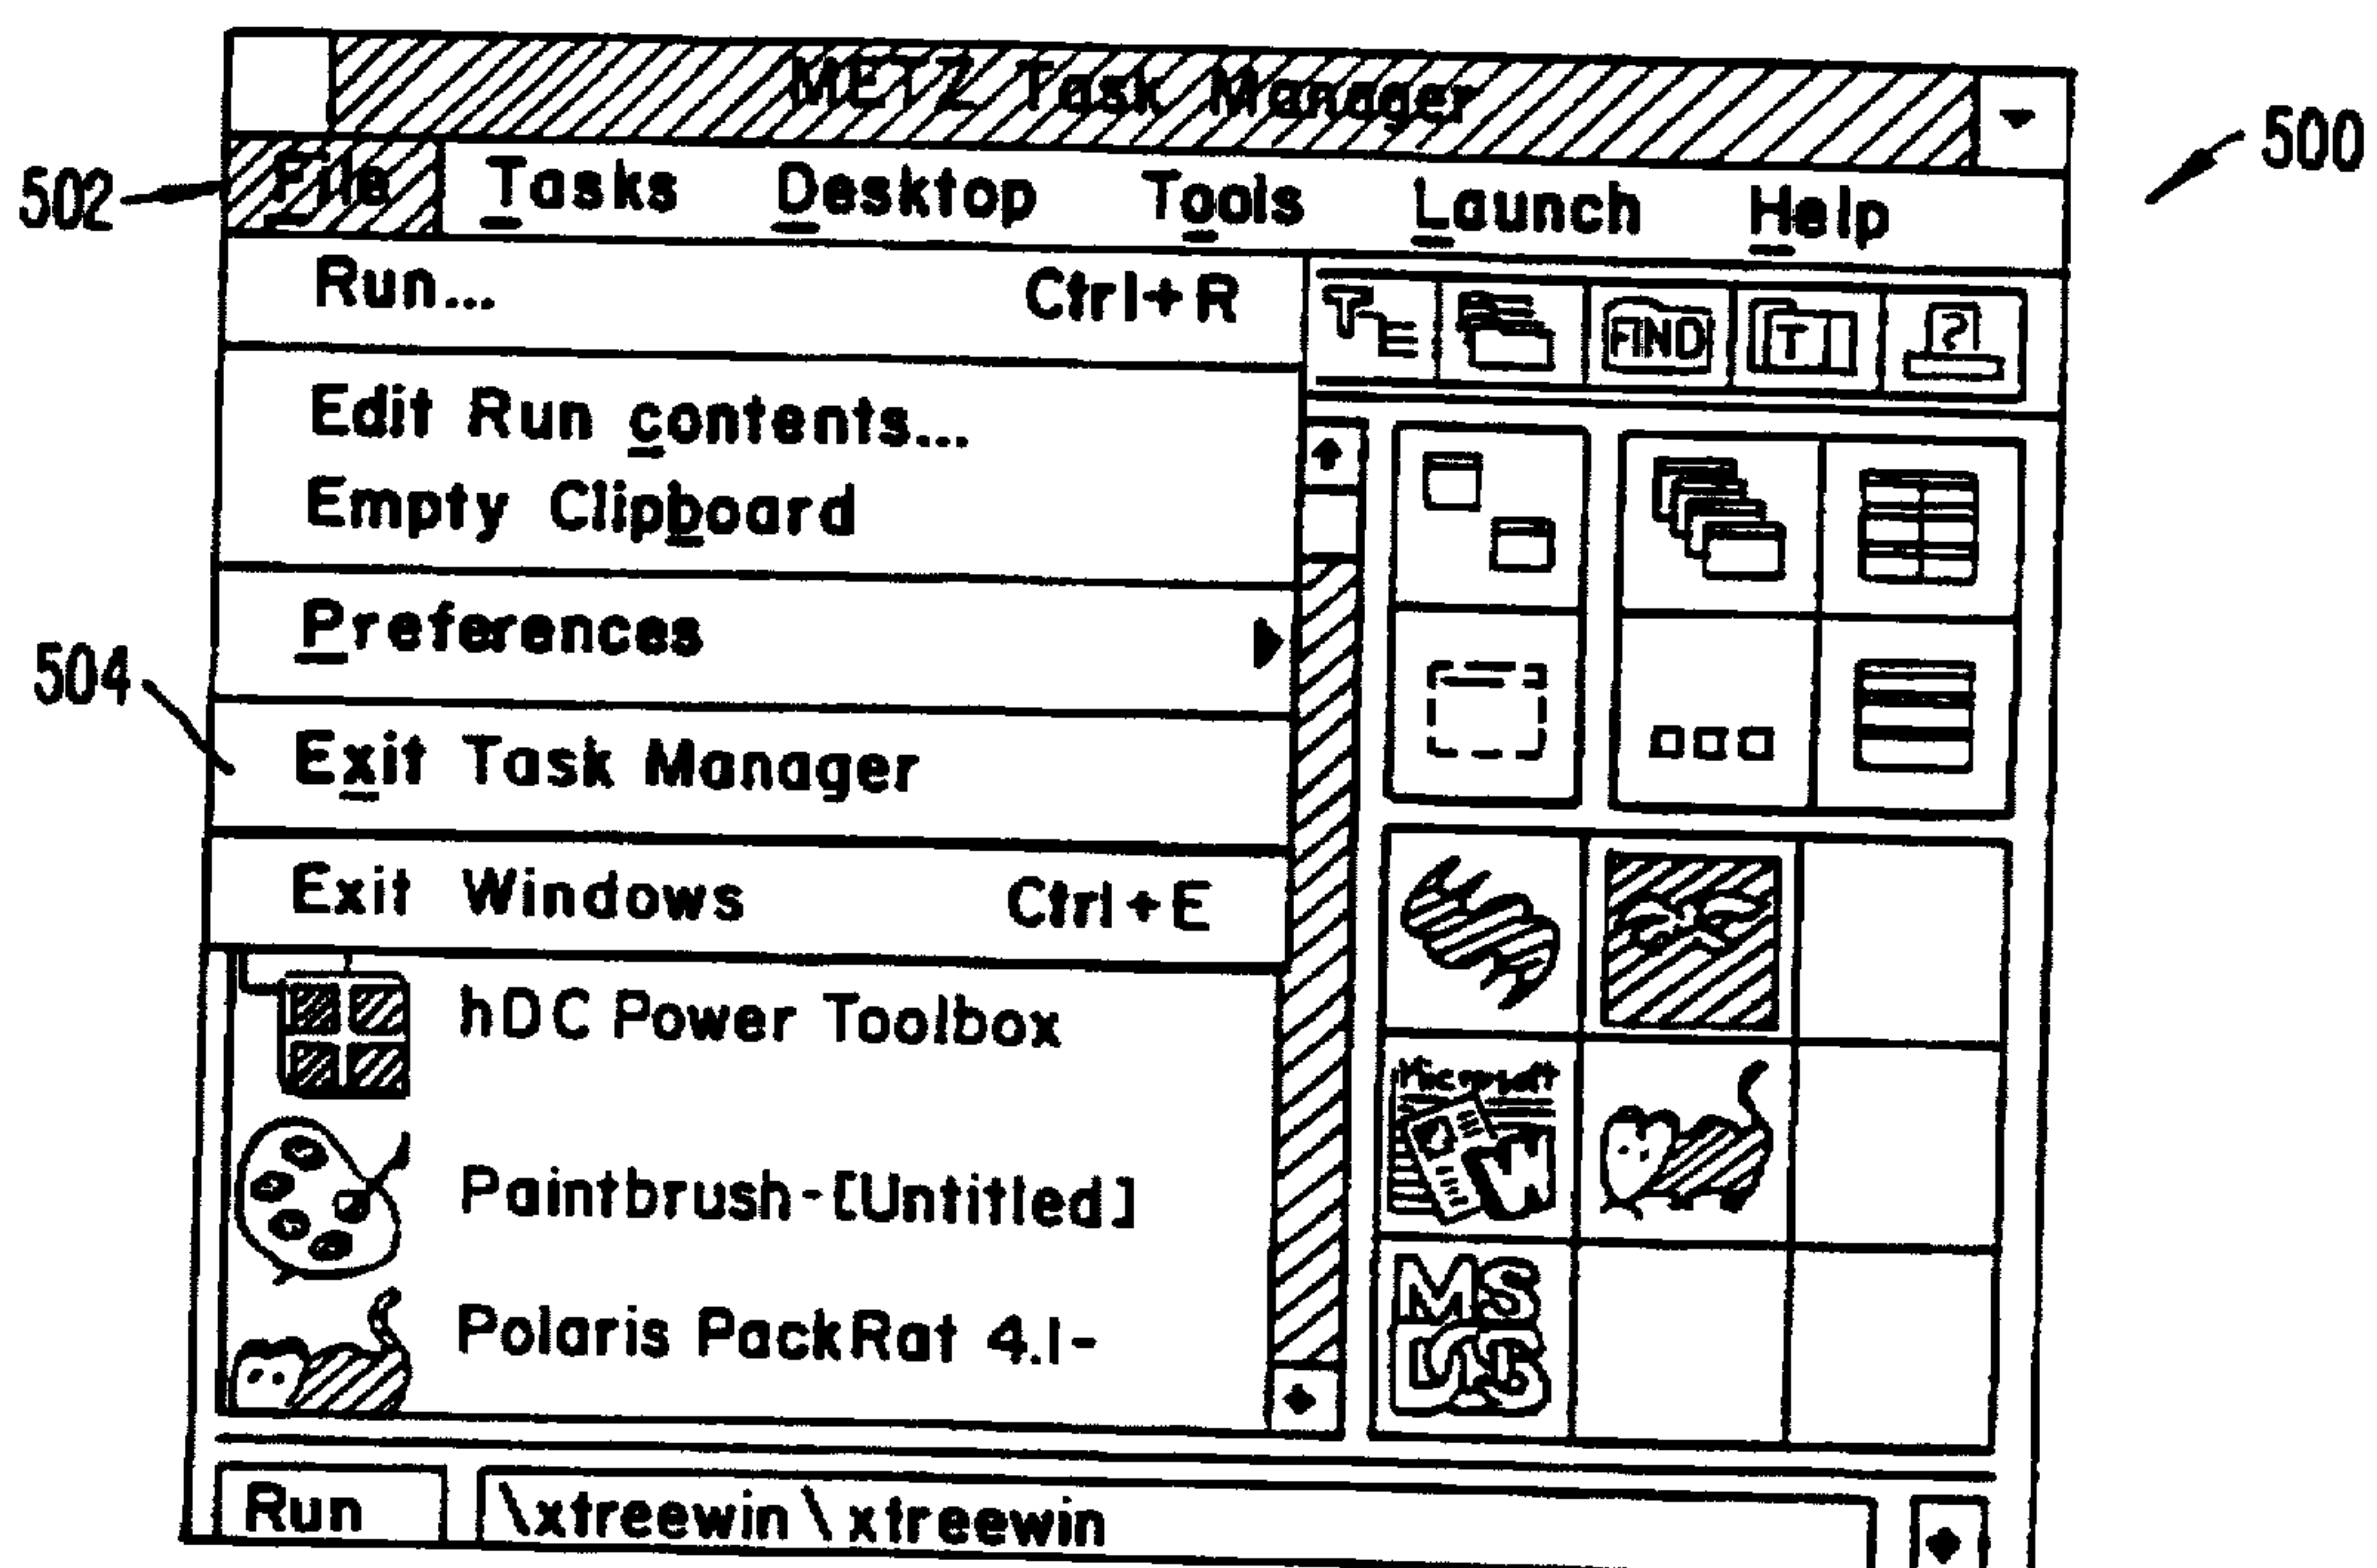 METZ Task Manager
500
502
File Tasks Desktop Tools Launch Help
Run... Ctrl+R
TE FIND T ?
Edit Run contents...
Empty Clipboard
Preferences
504
Exit Task Manager
Exit Windows Ctrl+E
hDC Power Toolbox
Microsoft
W
Paintbrush-[Untitled]
MS
DOS
Polaris PackRat 4.1-
Run \xtreewin\xtreewin